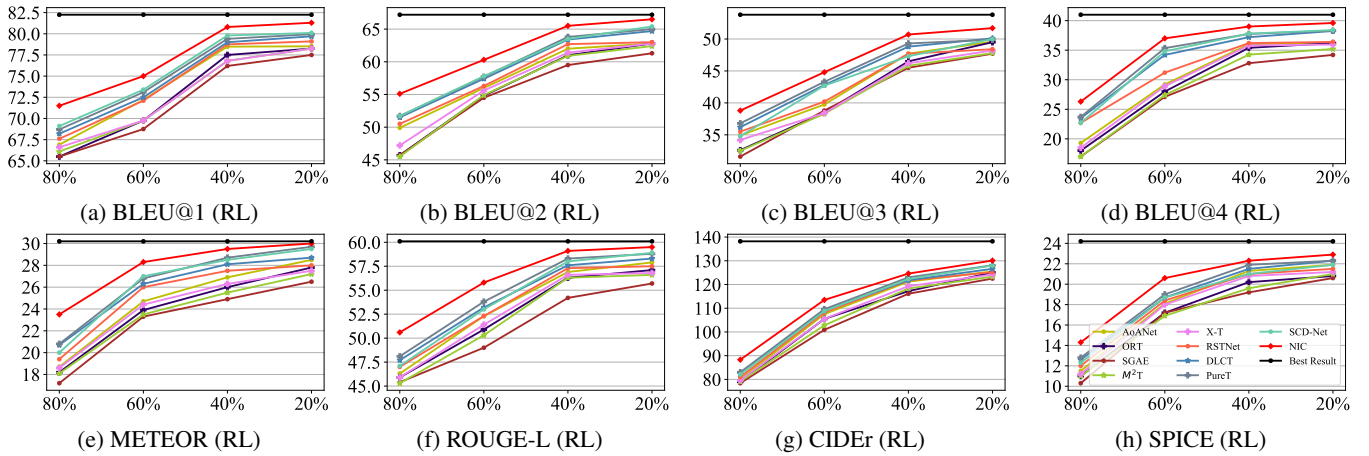 82.5
80.0
77.5
75.0
72.5
70.0
67.5
65.0
80% 60% 40% 20%
(a) BLEU@1 (RL)
65
60
55
50
45
80% 60% 40% 20%
(b) BLEU@2 (RL)
50
45
40
35
80% 60% 40% 20%
(c) BLEU@3 (RL)
40
35
30
25
20
80% 60% 40% 20%
(d) BLEU@4 (RL)
30
28
26
24
22
20
18
80% 60% 40% 20%
(e) METEOR (RL)
60.0
57.5
55.0
52.5
50.0
47.5
45.0
80% 60% 40% 20%
(f) ROUGE-L (RL)
140
130
120
110
100
90
80
80% 60% 40% 20%
(g) CIDEr (RL)
24
22
20
18
16
14
12
10
AoANet X-T SCD-Net
ORT RSTNet NIC
SGAE DLCT Best Result
M²T PureT
80% 60% 40% 20%
(h) SPICE (RL)